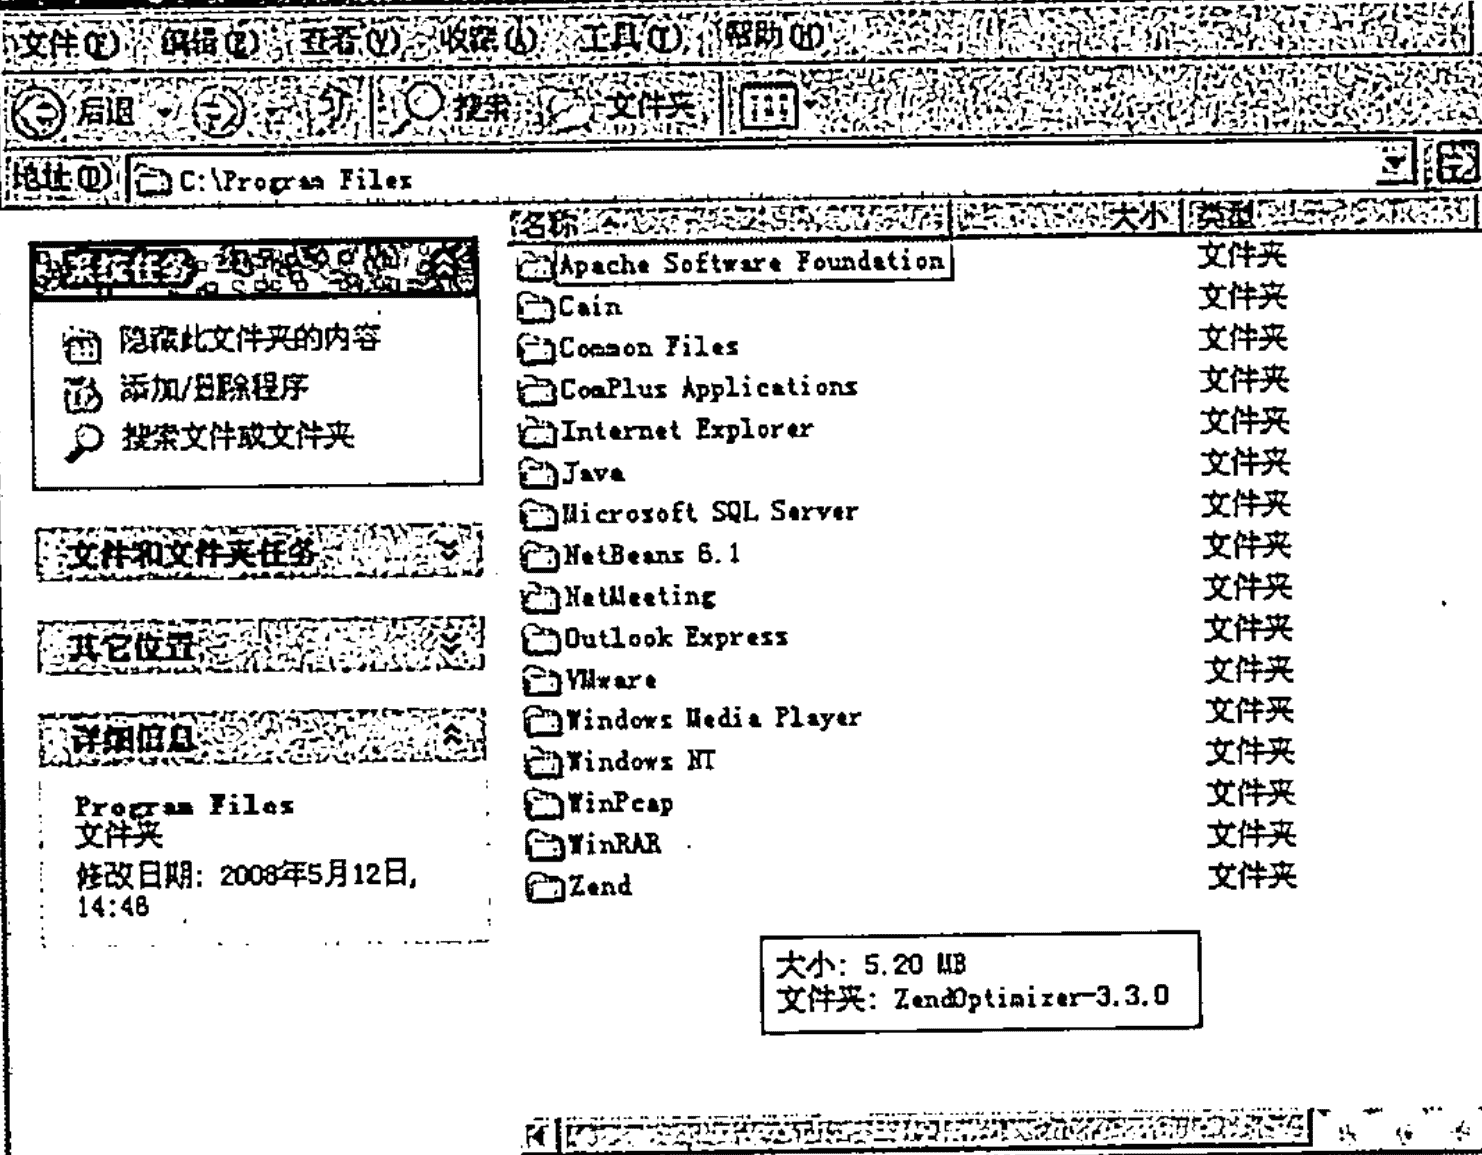 文件(F) 编辑(E) 查看(V) 收藏(A) 工具(T) 帮助(H)
后退 搜索 文件夹
地址(D) C:\Program Files
名称 大小 类型
系统任务
隐藏此文件夹的内容
添加/删除程序
搜索文件或文件夹
文件和文件夹任务
其它位置
详细信息
Program Files
文件夹
修改日期: 2008年5月12日,
14:48
Apache Software Foundation 文件夹
Cain 文件夹
Common Files 文件夹
ComPlus Applications 文件夹
Internet Explorer 文件夹
Java 文件夹
Microsoft SQL Server 文件夹
NetBeans 6.1 文件夹
NetMeeting 文件夹
Outlook Express 文件夹
VMware 文件夹
Windows Media Player 文件夹
Windows NT 文件夹
WinPcap 文件夹
WinRAR 文件夹
Zend 文件夹
大小: 5.20 MB
文件夹: ZendOptimizer-3.3.0